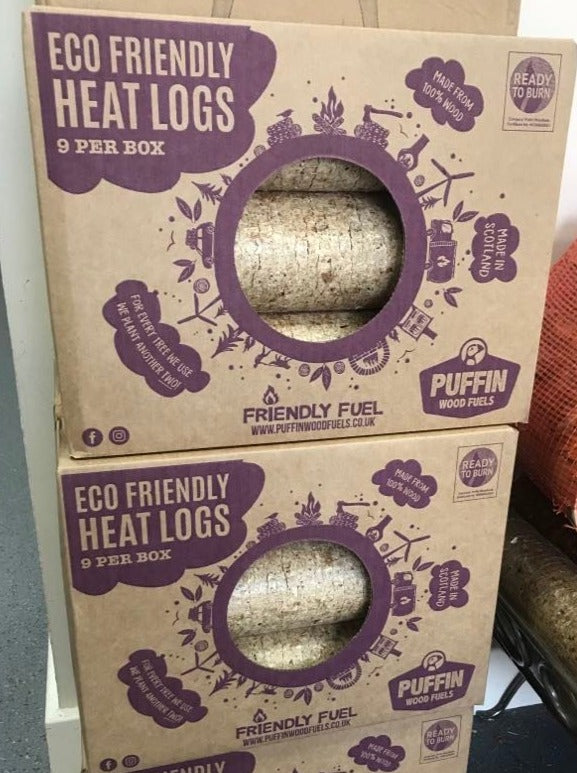 ECO FRIENDLY
HEAT LOGS
9 PER BOX
MADE FROM
100% WOOD
READY
TO BURN
MADE IN
SCOTLAND
FOR EVERY TREE WE USE
WE PLANT ANOTHER TWO!
PUFFIN
WOOD FUELS
FRIENDLY FUEL
WWW.PUFFINWOODFUELS.CO.UK
ECO FRIENDLY
HEAT LOGS
9 PER BOX
MADE FROM
100% WOOD
READY
TO BURN
MADE IN
SCOTLAND
FOR EVERY TREE WE USE
WE PLANT ANOTHER TWO!
PUFFIN
WOOD FUELS
FRIENDLY FUEL
WWW.PUFFINWOODFUELS.CO.UK
ECO FRIENDLY
MADE FROM
100% WOOD
READY
TO BURN